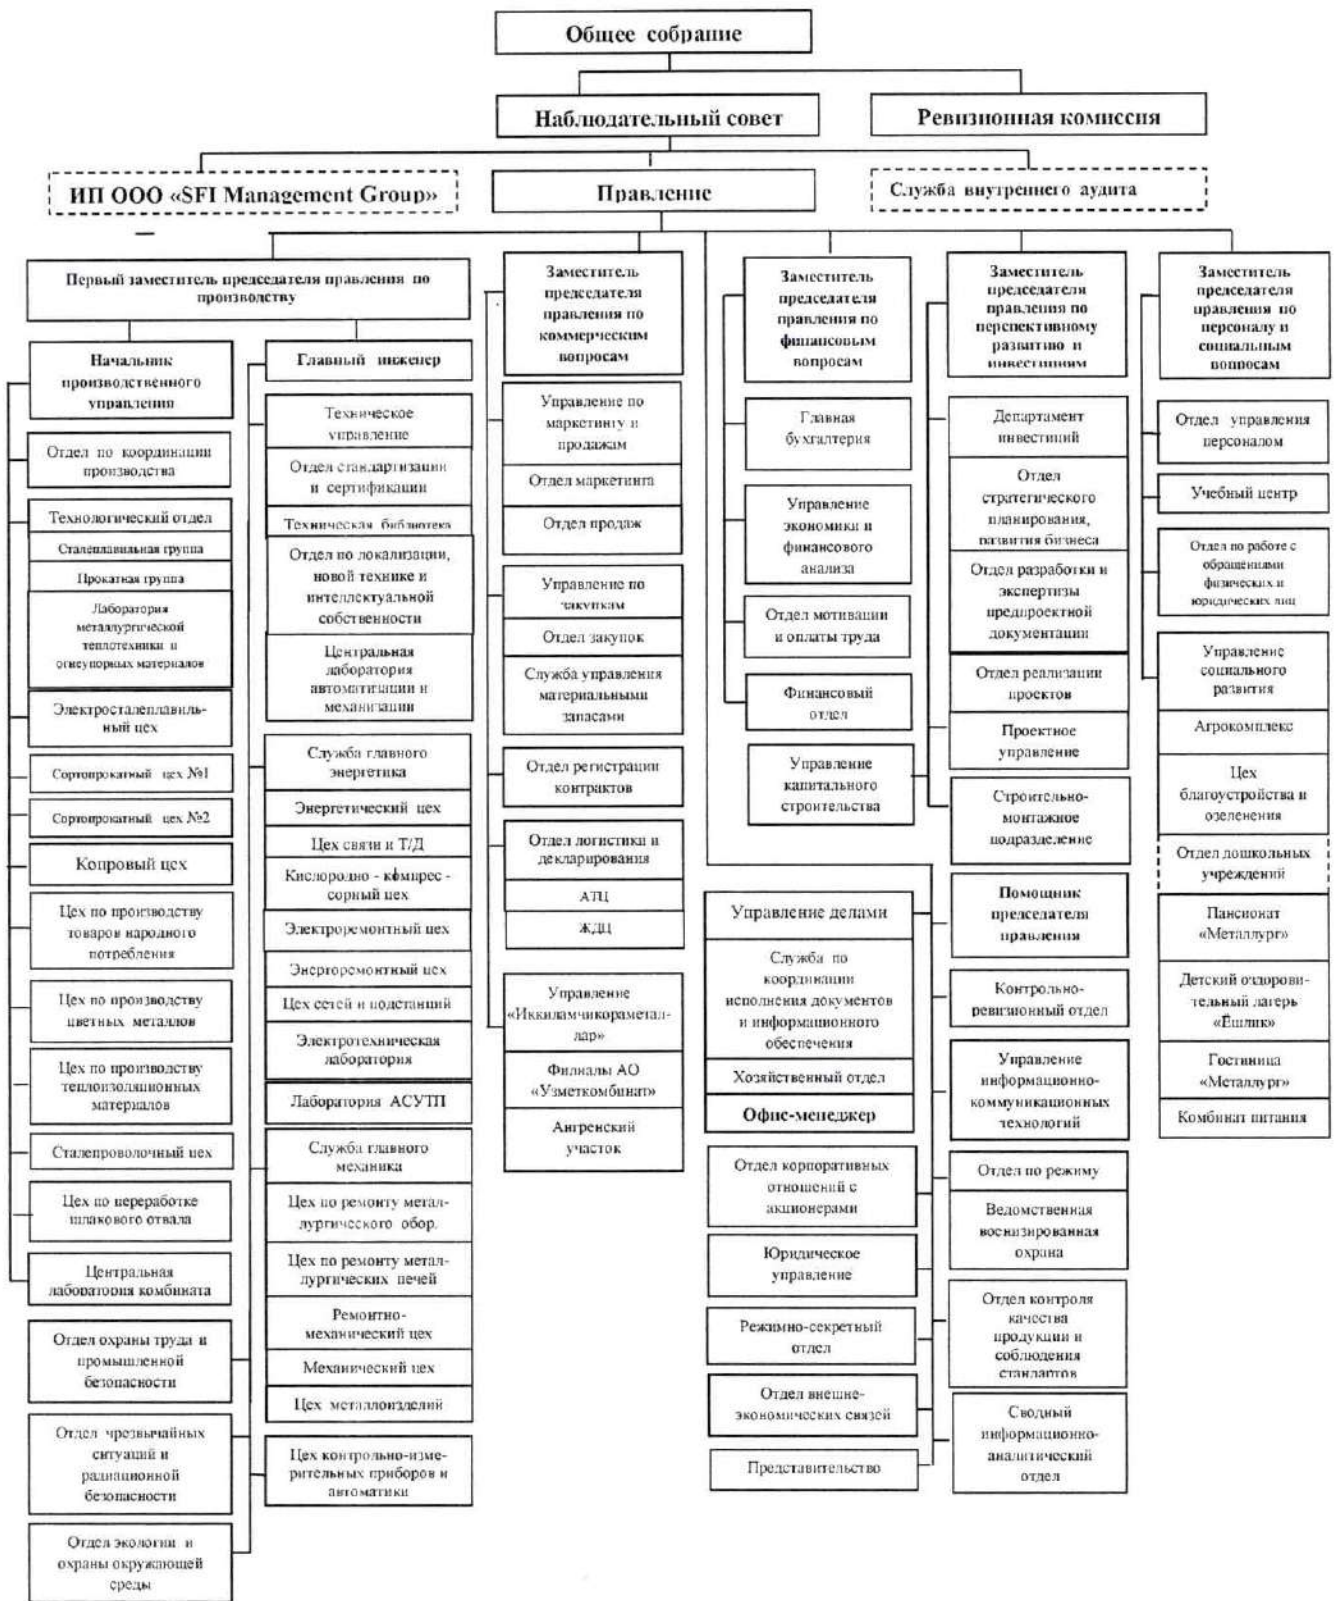 Общее собрание
Наблюдательный совет
Ревизионная комиссия
ИП ООО «SFI Management Group»
Правление
Служба внутреннего аудита
Первый заместитель председателя правления по
производству
Начальник
производственного
управления
Отдел по координации
производства
Технологический отдел
Сталеплавильная группа
Прокатная группа
Лаборатория
металлургической
теплотехники и
огнеупорных материалов
Электросталеплавиль-
ный цех
Сортопрокатный цех №1
Сортопрокатный цех №2
Копровый цех
Цех по производству
товаров народного
потребления
Цех по производству
цветных металлов
Цех по производству
теплоизоляционных
материалов
Сталепроволочный цех
Цех по переработке
шлакового отвала
Центральная
лаборатория комбината
Отдел охраны труда и
промышленной
безопасности
Отдел чрезвычайных
ситуаций и
радиационной
безопасности
Отдел экологии и
охраны окружающей
среды
Главный инженер
Техническое
управление
Отдел стандартизации
и сертификации
Техническая библиотека
Отдел по локализации,
новой технике и
интеллектуальной
собственности
Центральная
лаборатория
автоматизации и
механизации
Служба главного
энергетика
Энергетический цех
Цех связи и Т/Д
Кислородно - компрес -
сорный цех
Электроремонтный цех
Энергоремонтный цех
Цех сетей и подстанций
Электротехническая
лаборатория
Лаборатория АСУТП
Служба главного
механика
Цех по ремонту метал-
лургического обор.
Цех по ремонту метал-
лургических печей
Ремонтно-
механический цех
Механический цех
Цех металлоизделий
Цех контрольно-изме-
рительных приборов и
автоматики
Заместитель
председателя
правления по
коммерческим
вопросам
Управление по
маркетингу и
продажам
Отдел маркетинга
Отдел продаж
Управление по
закупкам
Отдел закупок
Служба управления
материальными
запасами
Отдел регистрации
контрактов
Отдел логистики и
декларирования
АТЦ
ЖДЦ
Управление
«Иккиламчикораметал-
лар»
Филиалы АО
«Узметкомбинат»
Ангренский
участок
Заместитель
председателя
правления по
финансовым
вопросам
Главная
бухгалтерия
Управление
экономики и
финансового
анализа
Отдел мотивации
и оплаты труда
Финансовый
отдел
Управление
капитального
строительства
Управление делами
Служба по
координации
исполнения документов
и информационного
обеспечения
Хозяйственный отдел
Офис-менеджер
Отдел корпоративных
отношений с
акционерами
Юридическое
управление
Режимно-секретный
отдел
Отдел внешне-
экономических связей
Представительство
Заместитель
председателя
правления по
перспективному
развитию и
инвестициям
Департамент
инвестиций
Отдел
стратегического
планирования,
развития бизнеса
Отдел разработки и
экспертизы
предпроектной
документации
Отдел реализации
проектов
Проектное
управление
Строительно-
монтажное
подразделение
Помощник
председателя
правления
Контрольно-
ревизионный отдел
Управление
информационно-
коммуникационных
технологий
Отдел по режиму
Ведомственная
военизированная
охрана
Отдел контроля
качества
продукции и
соблюдения
стандартов
Сводный
информационно-
аналитический
отдел
Заместитель
председателя
правления по
персоналу и
социальным
вопросам
Отдел управления
персоналом
Учебный центр
Отдел по работе с
обращениями
физических и
юридических лиц
Управление
социального
развития
Агрокомплекс
Цех
благоустройства и
озеленения
Отдел дошкольных
учреждений
Пансионат
«Металлург»
Детский оздорови-
тельный лагерь
«Ёшлик»
Гостиница
«Металлург»
Комбинат питания